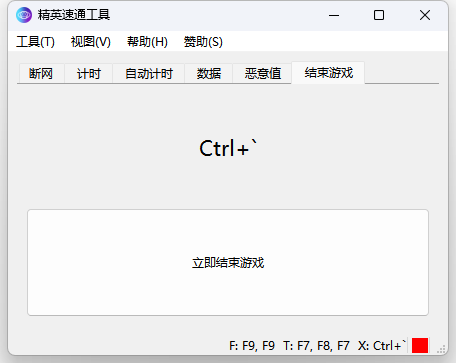 精英速通工具
工具(T) 视图(V) 帮助(H) 赞助(S)
断网 计时 自动计时 数据 恶意值 结束游戏
Ctrl+`
立即结束游戏
F: F9, F9 T: F7, F8, F7 X: Ctrl+`